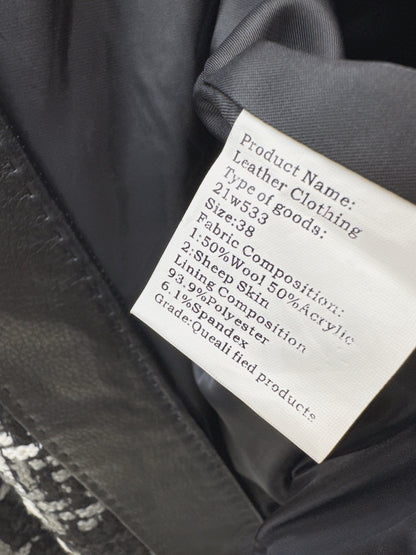 Product Name:
Leather Clothing
Type of goods:
21w533
Size:38
Fabric Composition:
1:50%Wool 50%Acrylic
2:Sheep Skin
Lining Composition
93.9%Polyester
6.1%Spandex
Grade:Queali fied products